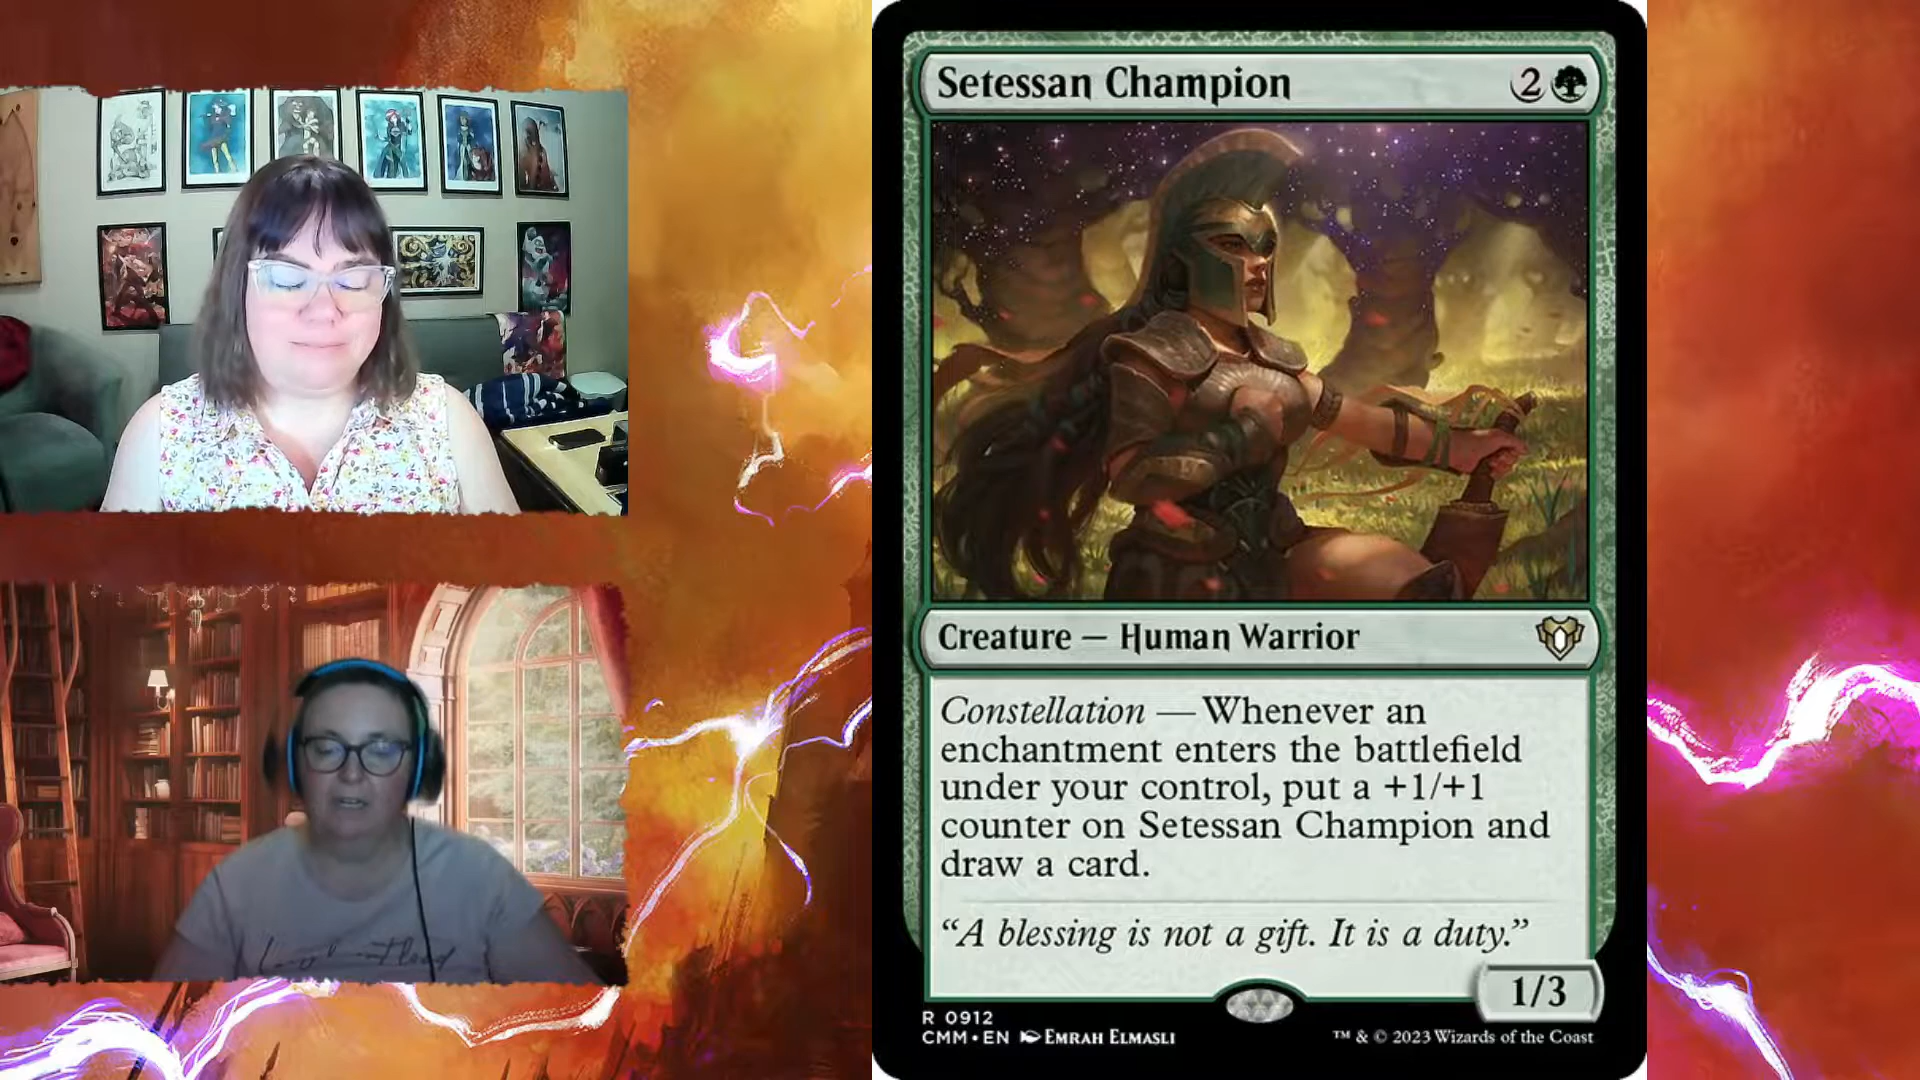 Setessan Champion 2
Creature — Human Warrior
Constellation — Whenever an
enchantment enters the battlefield
under your control, put a +1/+1
counter on Setessan Champion and
draw a card.
“A blessing is not a gift. It is a duty.”
1/3
R 0912
CMM • EN EMRAH ELMASLI
™ & © 2023 Wizards of the Coast